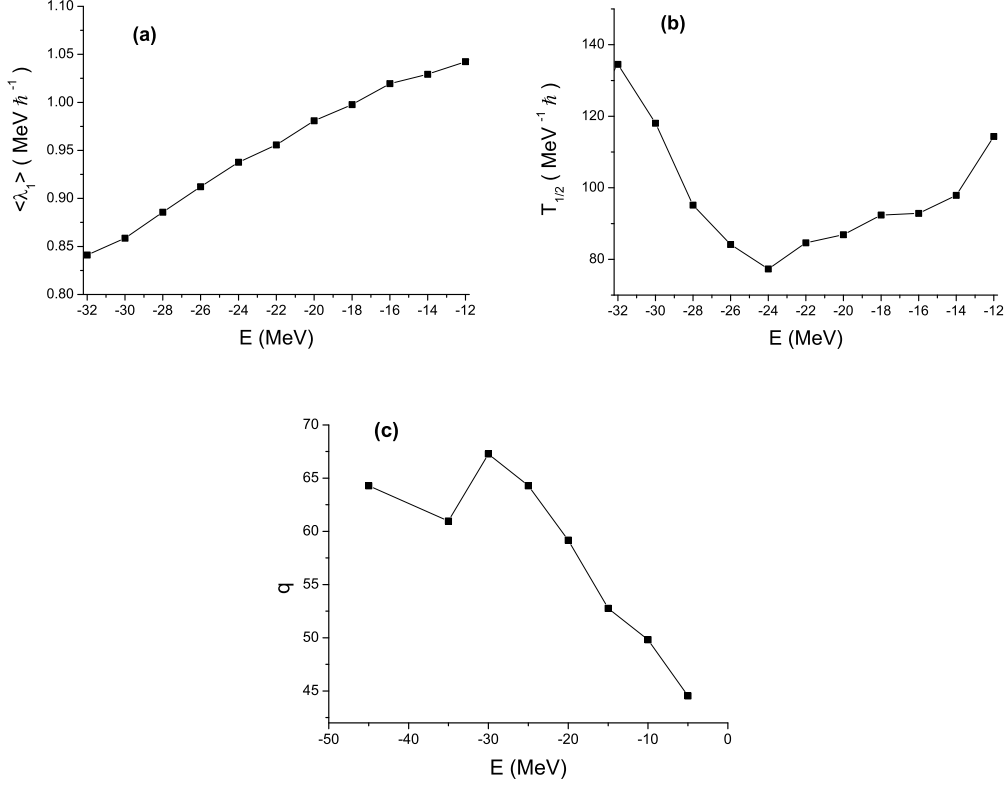 (a)
1.10
1.05
1.00
0.95
0.90
0.85
0.80
<λ₁> ( MeV ℏ⁻¹ )
-32 -30 -28 -26 -24 -22 -20 -18 -16 -14 -12
E (MeV)
(b)
140
120
100
80
T₁/₂ ( MeV⁻¹ ℏ )
-32 -30 -28 -26 -24 -22 -20 -18 -16 -14 -12
E (MeV)
(c)
70
65
60
55
50
45
q
-50 -40 -30 -20 -10 0
E (MeV)